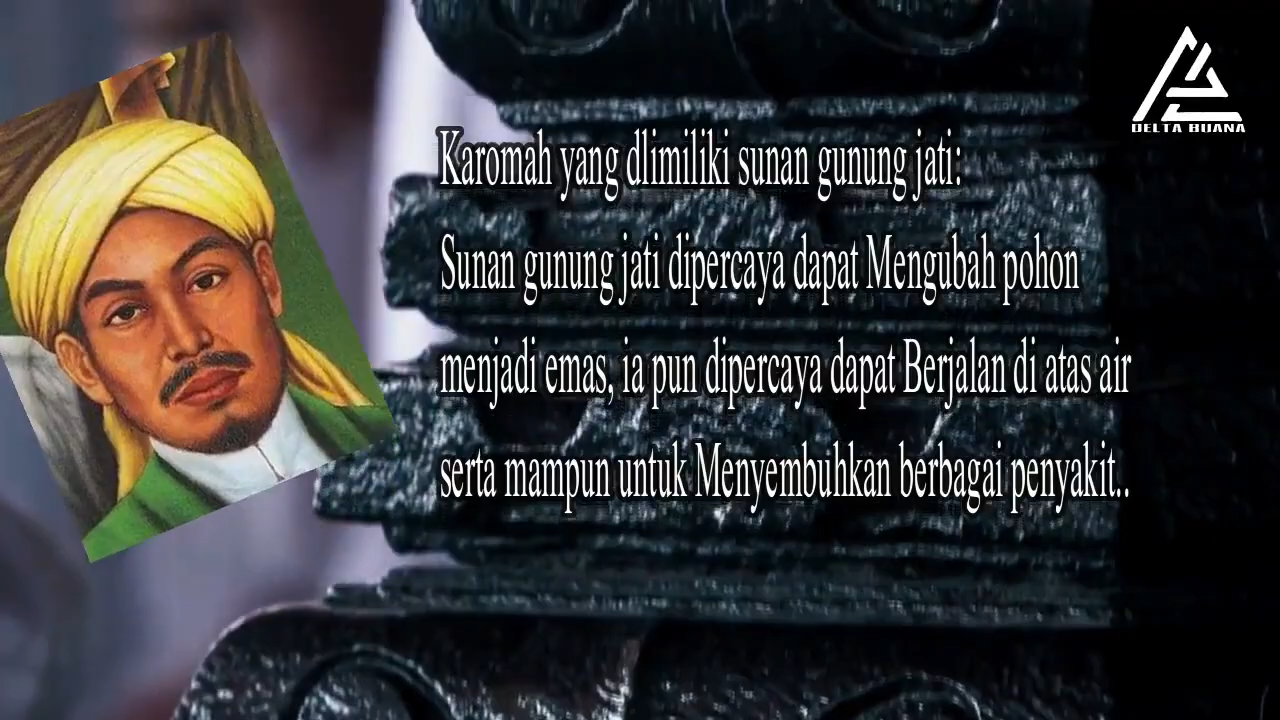 DELTA BUANA
Karomah yang dlimiliki sunan gunung jati:
Sunan gunung jati dipercaya dapat Mengubah pohon
menjadi emas, ia pun dipercaya dapat Berjalan di atas air
serta mampun untuk Menyembuhkan berbagai penyakit..